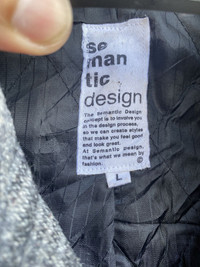 se
man
tic
design
The Semantic Design
concept is to involve you
in the design process,
so we can create styles
that make you feel good
and look great.
At Semantic Design,
that's what we mean by
fashion. ©
L